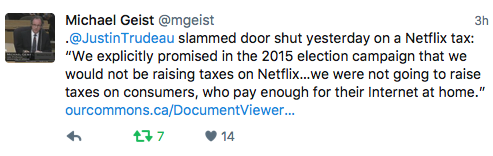 Michael Geist @mgeist 3h
.@JustinTrudeau slammed door shut yesterday on a Netflix tax:
“We explicitly promised in the 2015 election campaign that we
would not be raising taxes on Netflix...we were not going to raise
taxes on consumers, who pay enough for their Internet at home.”
ourcommons.ca/DocumentViewer...
7 14